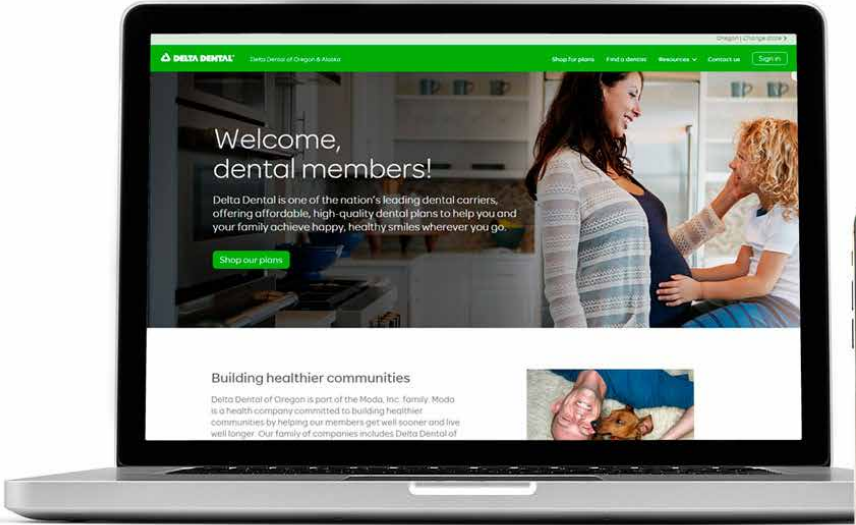 Oregon | Change state >
DELTA DENTAL® Delta Dental of Oregon & Alaska Shop for plans Find a dentist Resources Contact us Sign in
Welcome,
dental members!
Delta Dental is one of the nation's leading dental carriers,
offering affordable, high-quality dental plans to help you and
your family achieve happy, healthy smiles wherever you go.
Shop our plans
Building healthier communities
Delta Dental of Oregon is part of the Moda, Inc. family. Moda
is a health company committed to building healthier
communities by helping our members get well sooner and live
well longer. Our family of companies includes Delta Dental of